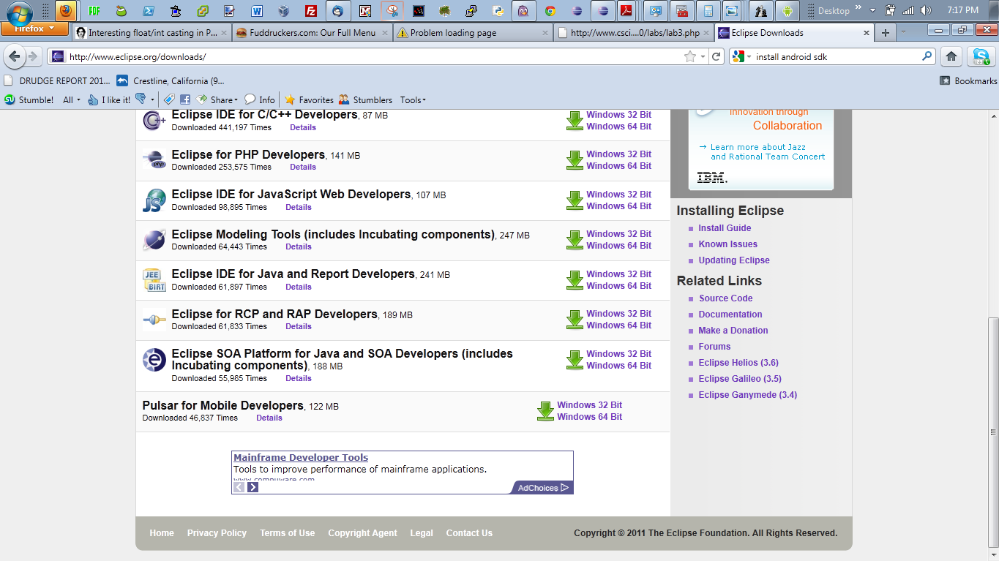 Desktop
7:17 PM
Firefox
Interesting float/int casting in P...
Fuddruckers.com: Our Full Menu
Problem loading page
http://www.csci....0/labs/lab3.php
Eclipse Downloads
http://www.eclipse.org/downloads/
install android sdk
DRUDGE REPORT 201...
Crestline, California (9...
Bookmarks
Stumble!
All
I like it!
Share
Info
Favorites
Stumblers
Tools
Eclipse IDE for C/C++ Developers, 87 MB
Downloaded 441,197 Times Details
Windows 32 Bit
Windows 64 Bit
Eclipse for PHP Developers, 141 MB
Downloaded 253,575 Times Details
Windows 32 Bit
Windows 64 Bit
Eclipse IDE for JavaScript Web Developers, 107 MB
Downloaded 98,895 Times Details
Windows 32 Bit
Windows 64 Bit
Eclipse Modeling Tools (includes Incubating components), 247 MB
Downloaded 64,443 Times Details
Windows 32 Bit
Windows 64 Bit
Eclipse IDE for Java and Report Developers, 241 MB
Downloaded 61,897 Times Details
Windows 32 Bit
Windows 64 Bit
Eclipse for RCP and RAP Developers, 189 MB
Downloaded 61,833 Times Details
Windows 32 Bit
Windows 64 Bit
Eclipse SOA Platform for Java and SOA Developers (includes
Incubating components), 188 MB
Downloaded 55,985 Times Details
Windows 32 Bit
Windows 64 Bit
Pulsar for Mobile Developers, 122 MB
Downloaded 46,837 Times Details
Windows 32 Bit
Windows 64 Bit
Innovation through
Collaboration
Learn more about Jazz
and Rational Team Concert
IBM.
Installing Eclipse
Install Guide
Known Issues
Updating Eclipse
Related Links
Source Code
Documentation
Make a Donation
Forums
Eclipse Helios (3.6)
Eclipse Galileo (3.5)
Eclipse Ganymede (3.4)
Mainframe Developer Tools
Tools to improve performance of mainframe applications.
www.compuware.com
AdChoices
Home Privacy Policy Terms of Use Copyright Agent Legal Contact Us
Copyright © 2011 The Eclipse Foundation. All Rights Reserved.